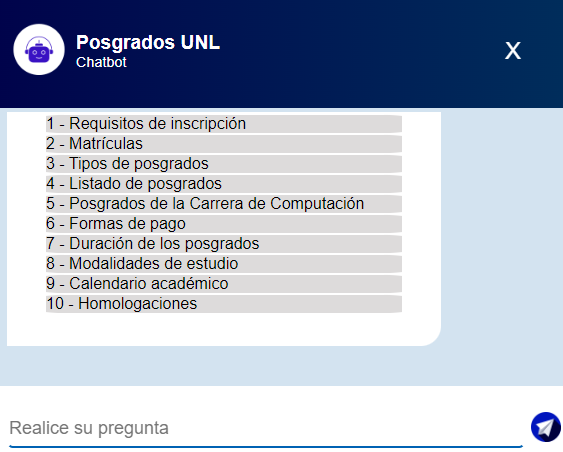 Posgrados UNL
Chatbot
X
1 - Requisitos de inscripción
2 - Matrículas
3 - Tipos de posgrados
4 - Listado de posgrados
5 - Posgrados de la Carrera de Computación
6 - Formas de pago
7 - Duración de los posgrados
8 - Modalidades de estudio
9 - Calendario académico
10 - Homologaciones
Realice su pregunta